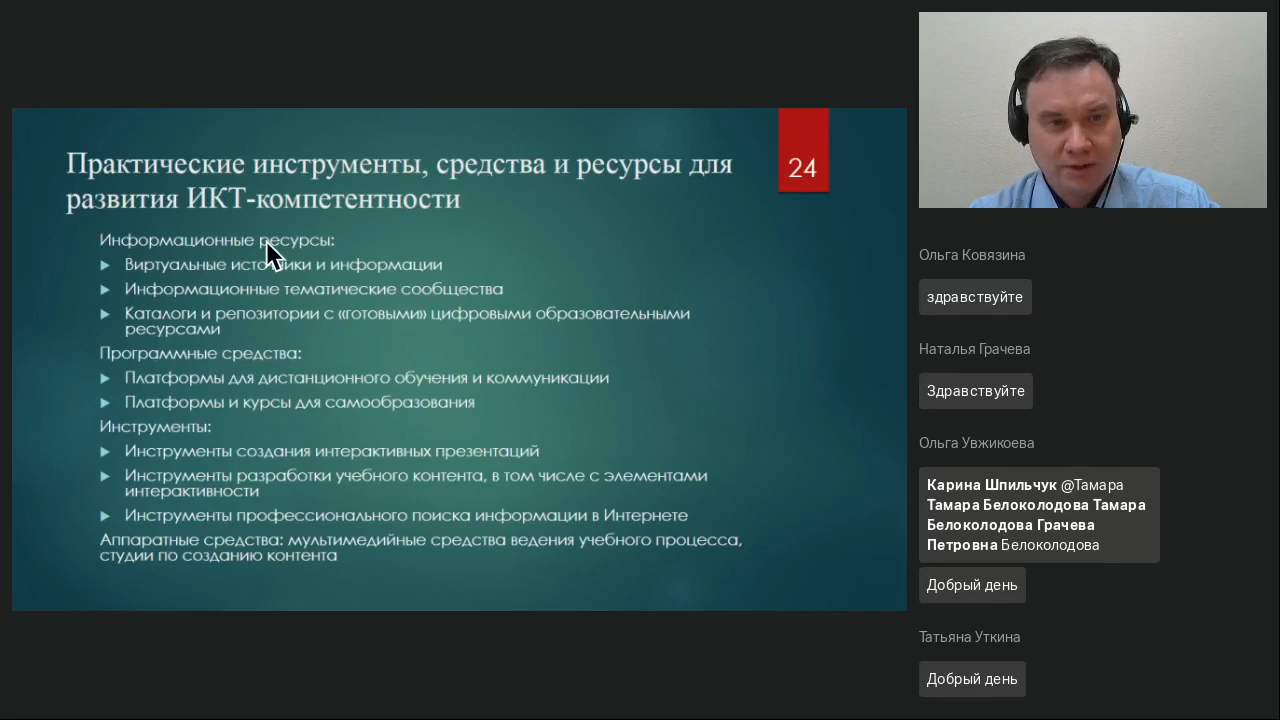 Практические инструменты, средства и ресурсы для
развития ИКТ-компетентности
24
Информационные ресурсы:
Виртуальные источники и информации
Информационные тематические сообщества
Каталоги и репозитории с «готовыми» цифровыми образовательными
ресурсами
Программные средства:
Платформы для дистанционного обучения и коммуникации
Платформы и курсы для самообразования
Инструменты:
Инструменты создания интерактивных презентаций
Инструменты разработки учебного контента, в том числе с элементами
интерактивности
Инструменты профессионального поиска информации в Интернете
Аппаратные средства: мультимедийные средства ведения учебного процесса,
студии по созданию контента
Ольга Ковязина
здравствуйте
Наталья Грачева
Здравствуйте
Ольга Увжикоева
Карина Шпильчук @Тамара
Тамара Белоколодова Тамара
Белоколодова Грачева
Петровна Белоколодова
Добрый день
Татьяна Уткина
Добрый день